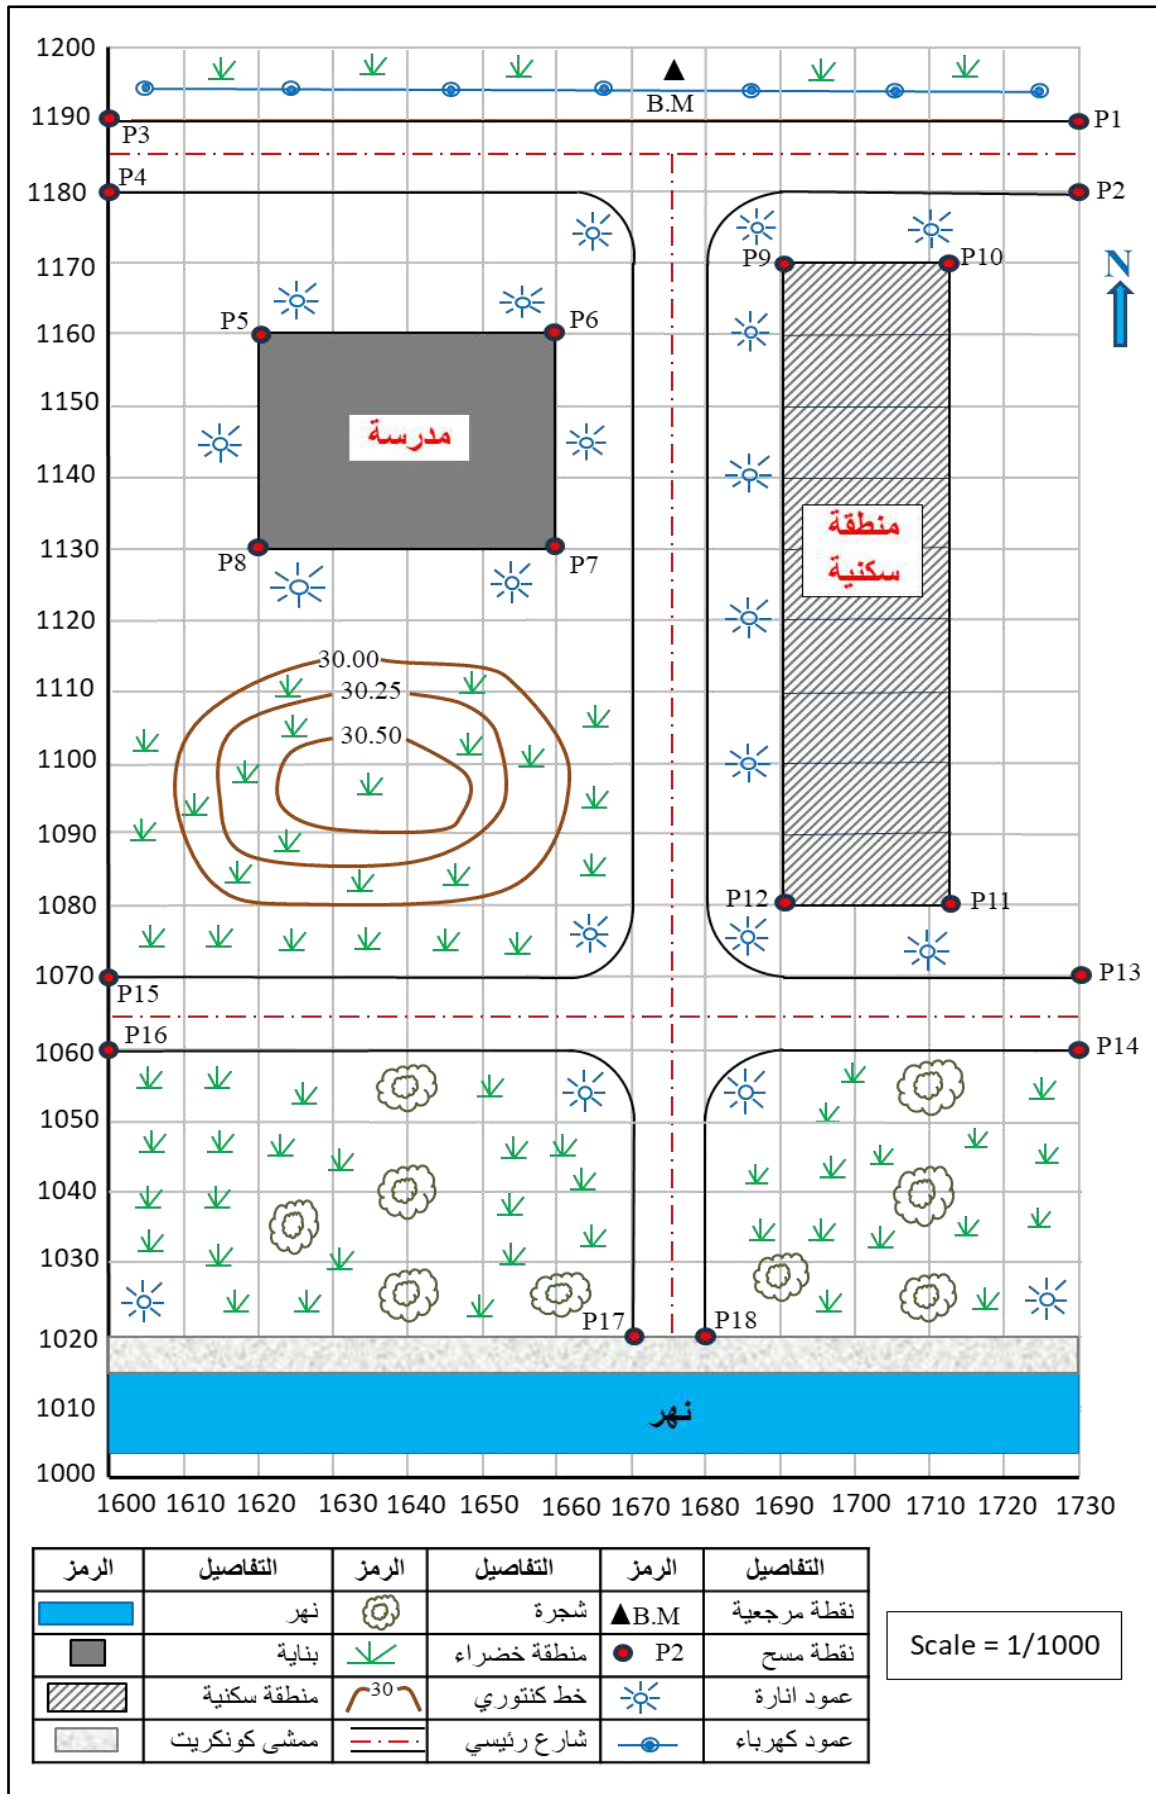 1200
B.M
1190
P3
P1
P4
1180
P2
N
1170
P9
P10
1160
P5
P6
1150
مدرسة
1140
منطقة
سكنية
1130
P8
P7
1120
30.00
1110
30.25
30.50
1100
1090
1080
P12
P11
1070
P15
P13
P16
1060
P14
1050
1040
1030
1020
P17
P18
1010
نهر
1000
1600 1610 1620 1630 1640 1650 1660 1670 1680 1690 1700 1710 1720 1730
التفاصيل الرمز التفاصيل الرمز التفاصيل الرمز
نقطة مرجعية B.M شجرة نهر
نقطة مسح P2 منطقة خضراء بناية
عمود انارة خط كنتوري 30 منطقة سكنية
عمود كهرباء شارع رئيسي ممشى كونكريت
Scale = 1/1000